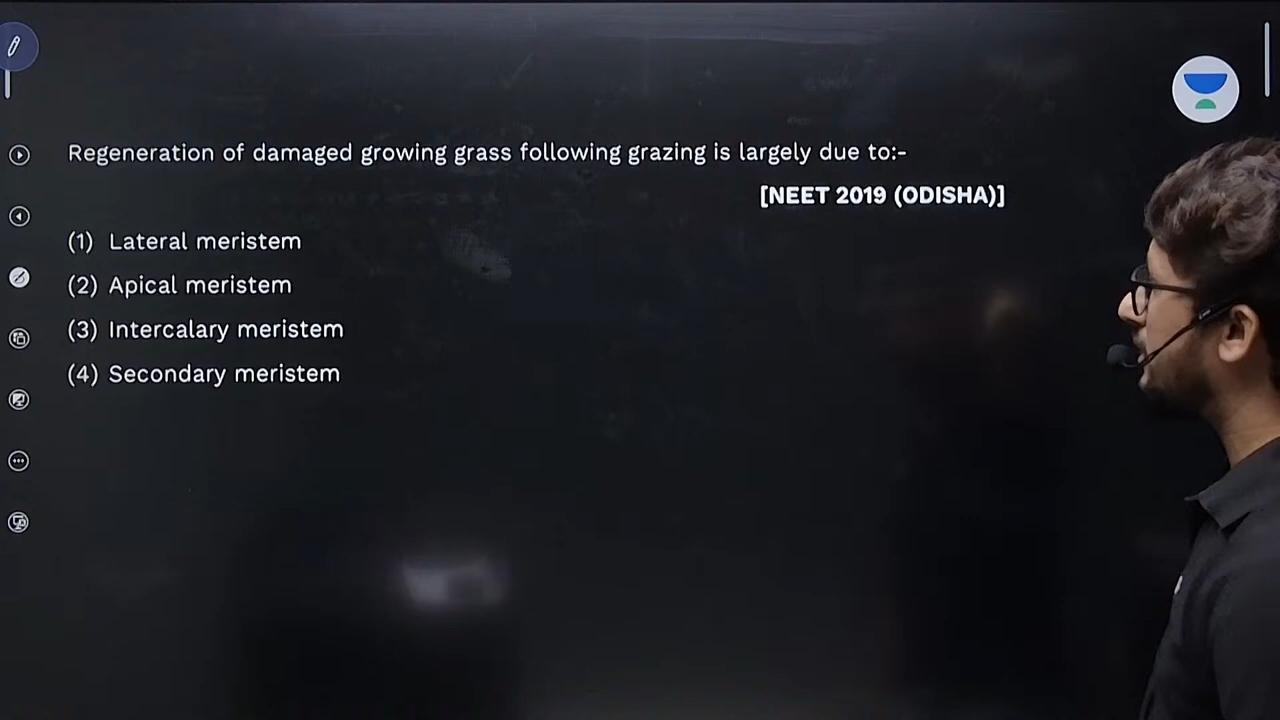 Regeneration of damaged growing grass following grazing is largely due to:-
[NEET 2019 (ODISHA)]
(1) Lateral meristem
(2) Apical meristem
(3) Intercalary meristem
(4) Secondary meristem